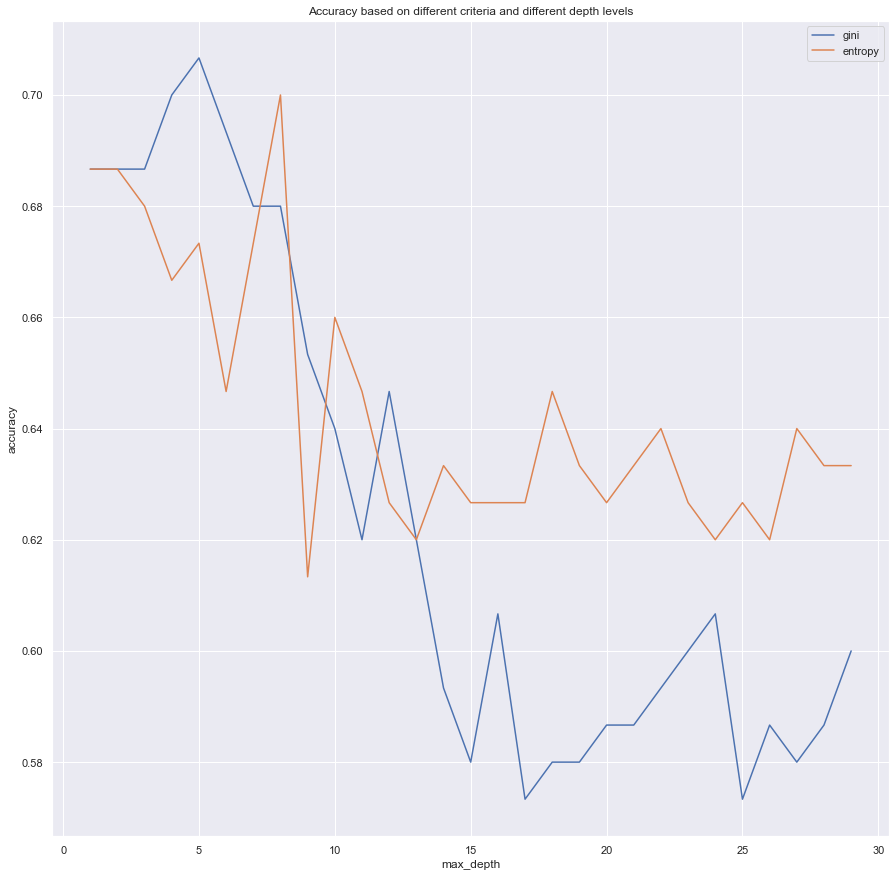 Accuracy based on different criteria and different depth levels
gini
entropy
0.70
0.68
0.66
0.64
0.62
0.60
0.58
accuracy
0
5
10
15
20
25
30
max_depth